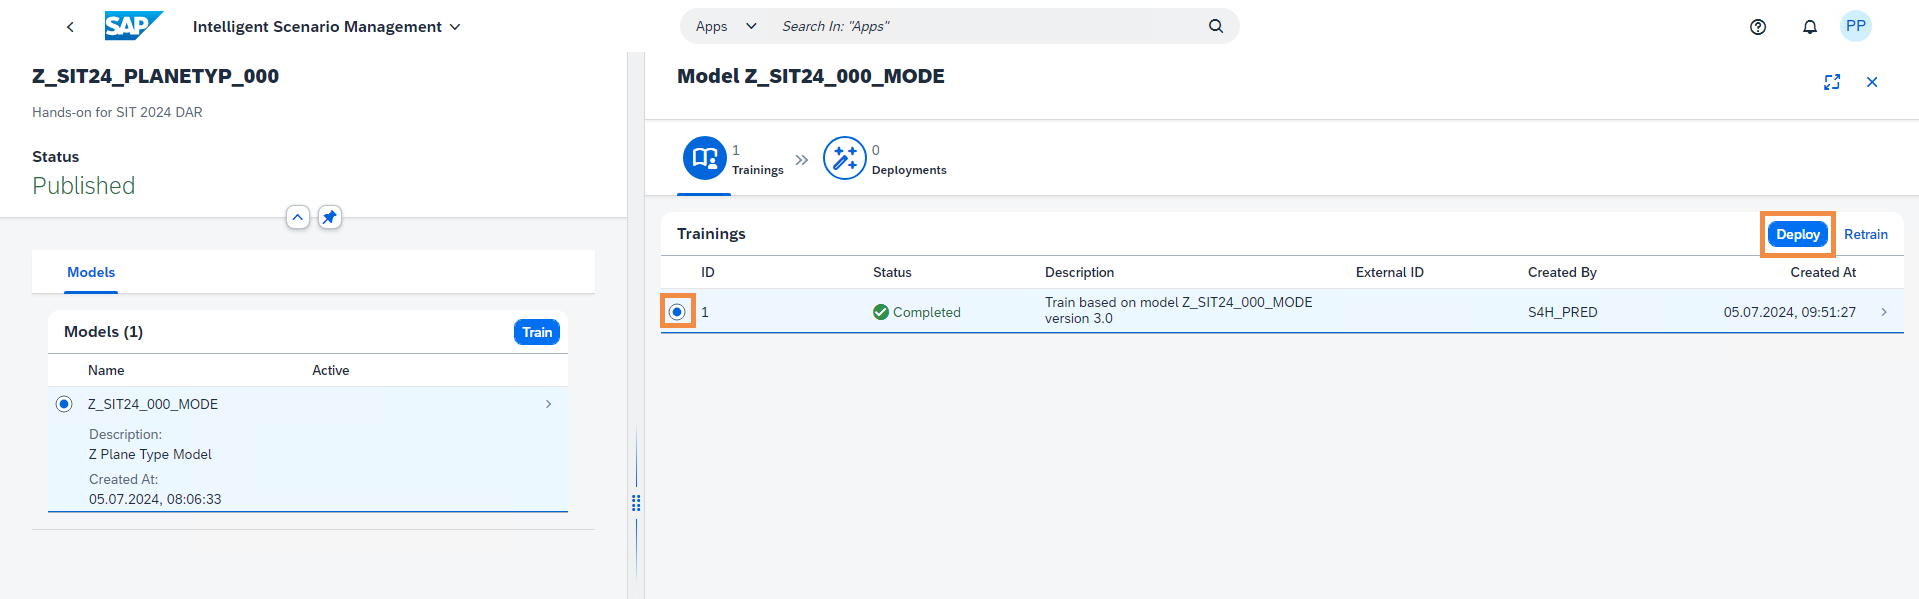 SAP
Intelligent Scenario Management
Apps
Search In: "Apps"
PP
Z_SIT24_PLANETYP_000
Hands-on for SIT 2024 DAR
Status
Published
Models
Models (1)
Train
Name Active
Z_SIT24_000_MODE
Description:
Z Plane Type Model
Created At:
05.07.2024, 08:06:33
Model Z_SIT24_000_MODE
1
Trainings
0
Deployments
Trainings
Deploy Retrain
ID Status Description External ID Created By Created At
1 Completed Train based on model Z_SIT24_000_MODE
version 3.0
S4H_PRED 05.07.2024, 09:51:27